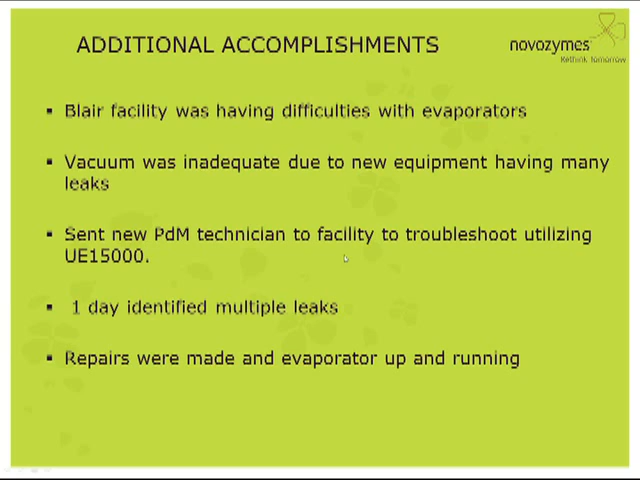 ADDITIONAL ACCOMPLISHMENTS
novozymes
Rethink Tomorrow
▪ Blair facility was having difficulties with evaporators
▪ Vacuum was inadequate due to new equipment having many
leaks
▪ Sent new PdM technician to facility to troubleshoot utilizing
UE15000.
▪ 1 day identified multiple leaks
▪ Repairs were made and evaporator up and running